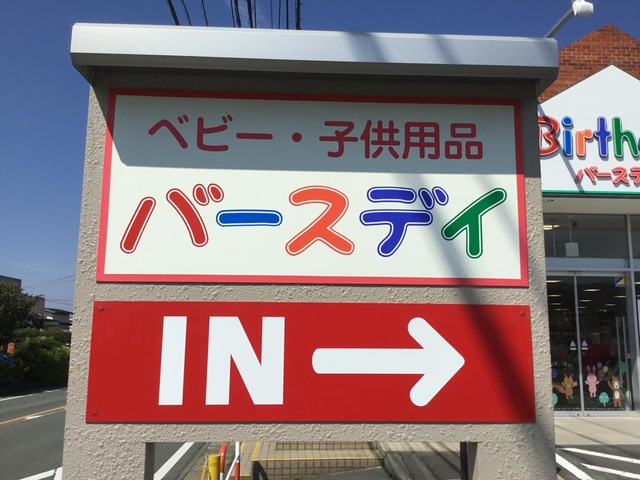 ベビー・子供用品
バースデイ
IN →
Birth
バースデ